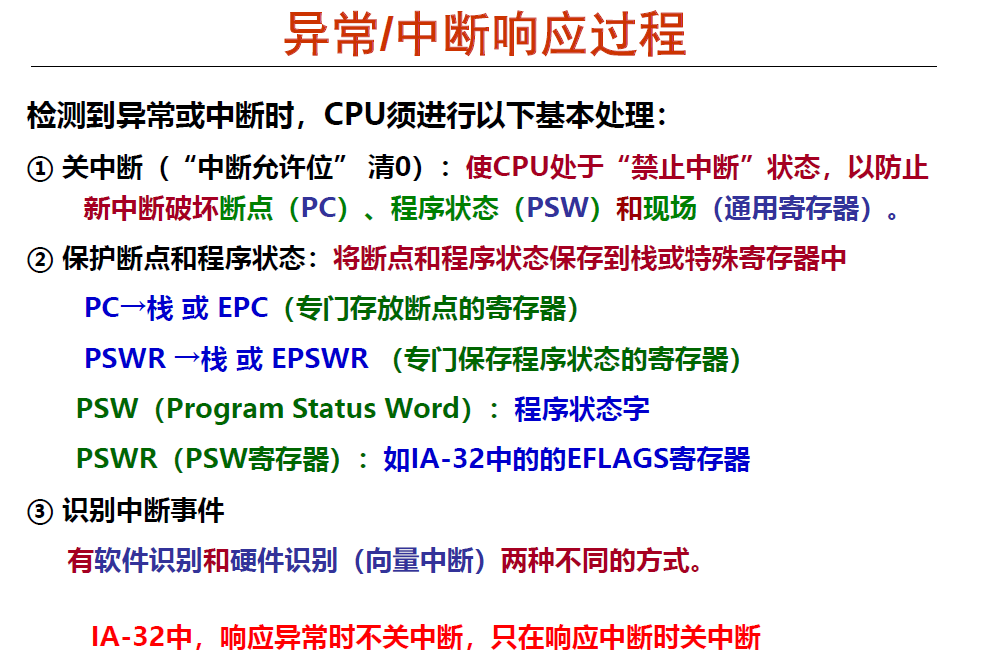 异常/中断响应过程
检测到异常或中断时，CPU须进行以下基本处理：
① 关中断（“中断允许位” 清0）：使CPU处于“禁止中断”状态，以防止
新中断破坏断点（PC）、程序状态（PSW）和现场（通用寄存器）。
② 保护断点和程序状态：将断点和程序状态保存到栈或特殊寄存器中
PC→栈 或 EPC（专门存放断点的寄存器）
PSWR →栈 或 EPSWR （专门保存程序状态的寄存器）
PSW（Program Status Word）：程序状态字
PSWR（PSW寄存器）：如IA-32中的的EFLAGS寄存器
③ 识别中断事件
有软件识别和硬件识别（向量中断）两种不同的方式。
IA-32中，响应异常时不关中断，只在响应中断时关中断